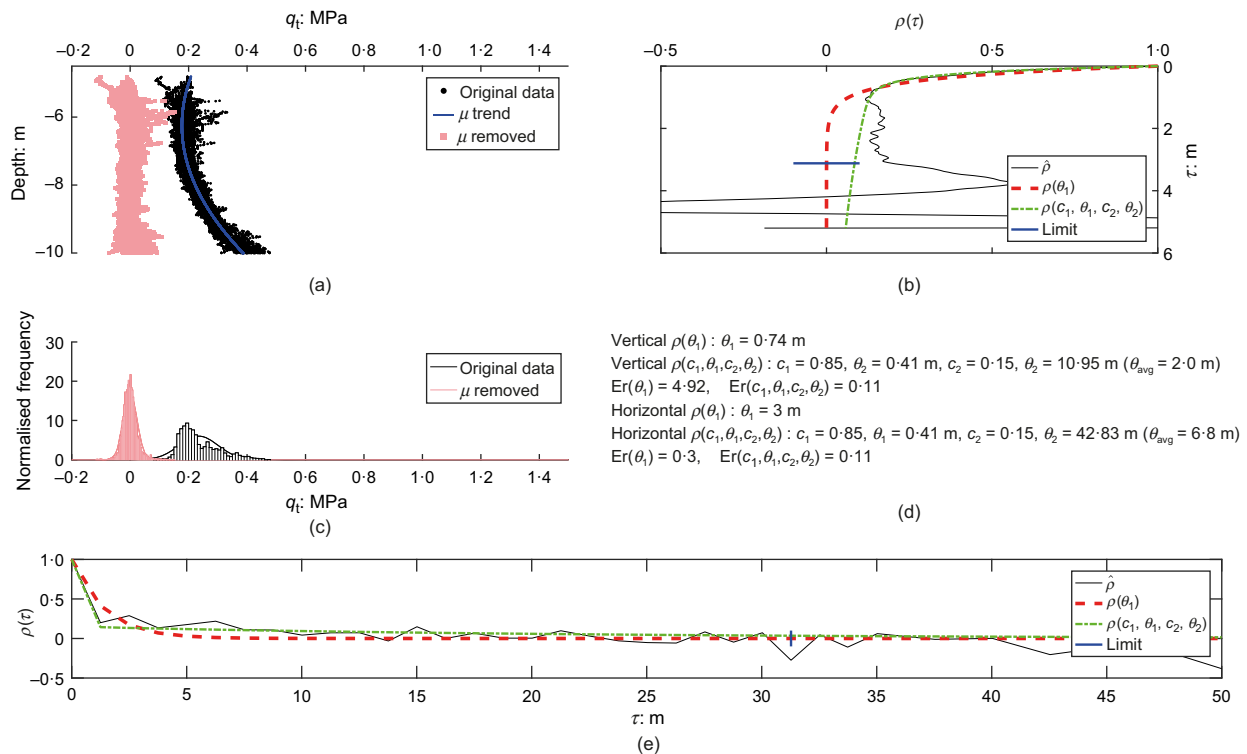 qt: MPa
–0·2 0 0·2 0·4 0·6 0·8 1·0 1·2 1·4
Depth: m
–6
–8
–10
Original data
μ trend
μ removed
(a)
ρ(τ)
–0·5 0 0·5 1·0
0
2
4
6
τ: m
ρ̂
ρ(θ1)
ρ(c1, θ1, c2, θ2)
Limit
(b)
Normalised frequency
30
20
10
0
Original data
μ removed
–0·2 0 0·2 0·4 0·6 0·8 1·0 1·2 1·4
qt: MPa
(c)
Vertical ρ(θ1) : θ1 = 0·74 m
Vertical ρ(c1,θ1,c2,θ2) : c1 = 0·85, θ2 = 0·41 m, c2 = 0·15, θ2 = 10·95 m (θavg = 2·0 m)
Er(θ1) = 4·92, Er(c1,θ1,c2,θ2) = 0·11
Horizontal ρ(θ1) : θ1 = 3 m
Horizontal ρ(c1,θ1,c2,θ2) : c1 = 0·85, θ1 = 0·41 m, c2 = 0·15, θ2 = 42·83 m (θavg = 6·8 m)
Er(θ1) = 0·3, Er(c1,θ1,c2,θ2) = 0·11
(d)
1·0
0·5
0
–0·5
ρ(τ)
ρ̂
ρ(θ1)
ρ(c1, θ1, c2, θ2)
Limit
0 5 10 15 20 25 30 35 40 45 50
τ: m
(e)